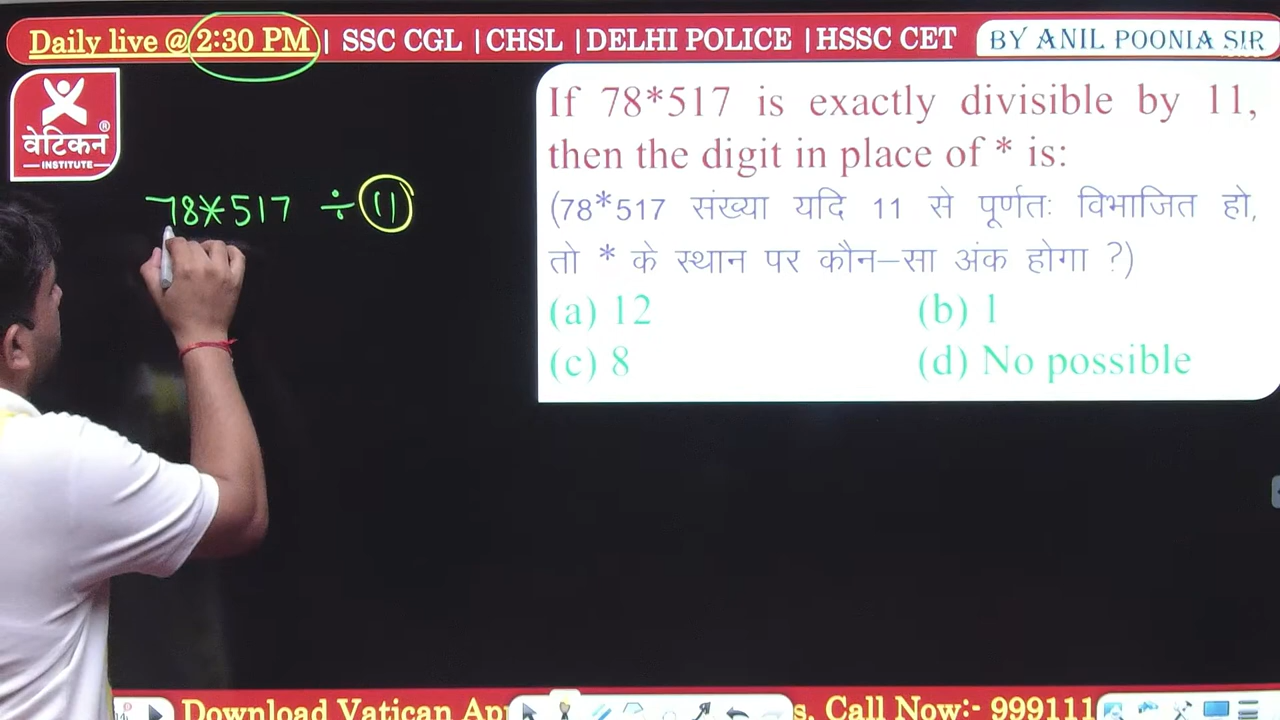 Daily live @ 2:30 PM | SSC CGL | CHSL | DELHI POLICE | HSSC CET
BY ANIL POONIA SIR
वेटिकन ®
INSTITUTE
78*517 ÷ 11
If 78*517 is exactly divisible by 11,
then the digit in place of * is:
(78*517 संख्या यदि 11 से पूर्णतः विभाजित हो,
तो * के स्थान पर कौन–सा अंक होगा ?)
(a) 12 (b) 1
(c) 8 (d) No possible
Download Vatican Ap
s, Call Now:- 999111